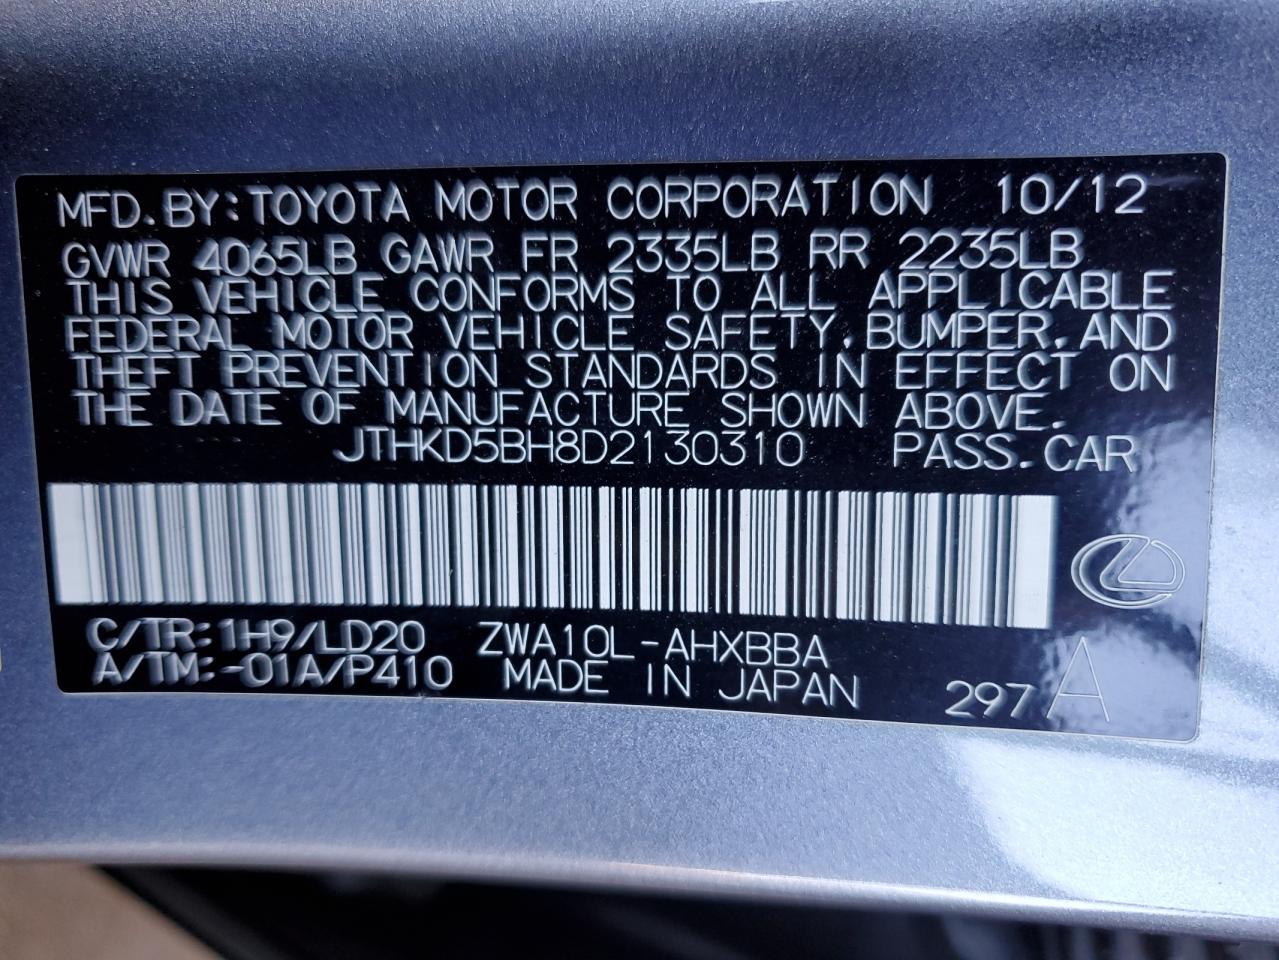 MFD.BY:TOYOTA MOTOR CORPORATION 10/12
GVWR 4065LB GAWR FR 2335LB RR 2235LB
THIS VEHICLE CONFORMS TO ALL APPLICABLE
FEDERAL MOTOR VEHICLE SAFETY,BUMPER,AND
THEFT PREVENTION STANDARDS IN EFFECT ON
THE DATE OF MANUFACTURE SHOWN ABOVE.
JTHKD5BH8D2130310 PASS.CAR
C/TR:1H9/LD20 ZWA10L-AHXBBA
A/TM:-01A/P410 MADE IN JAPAN 297 A